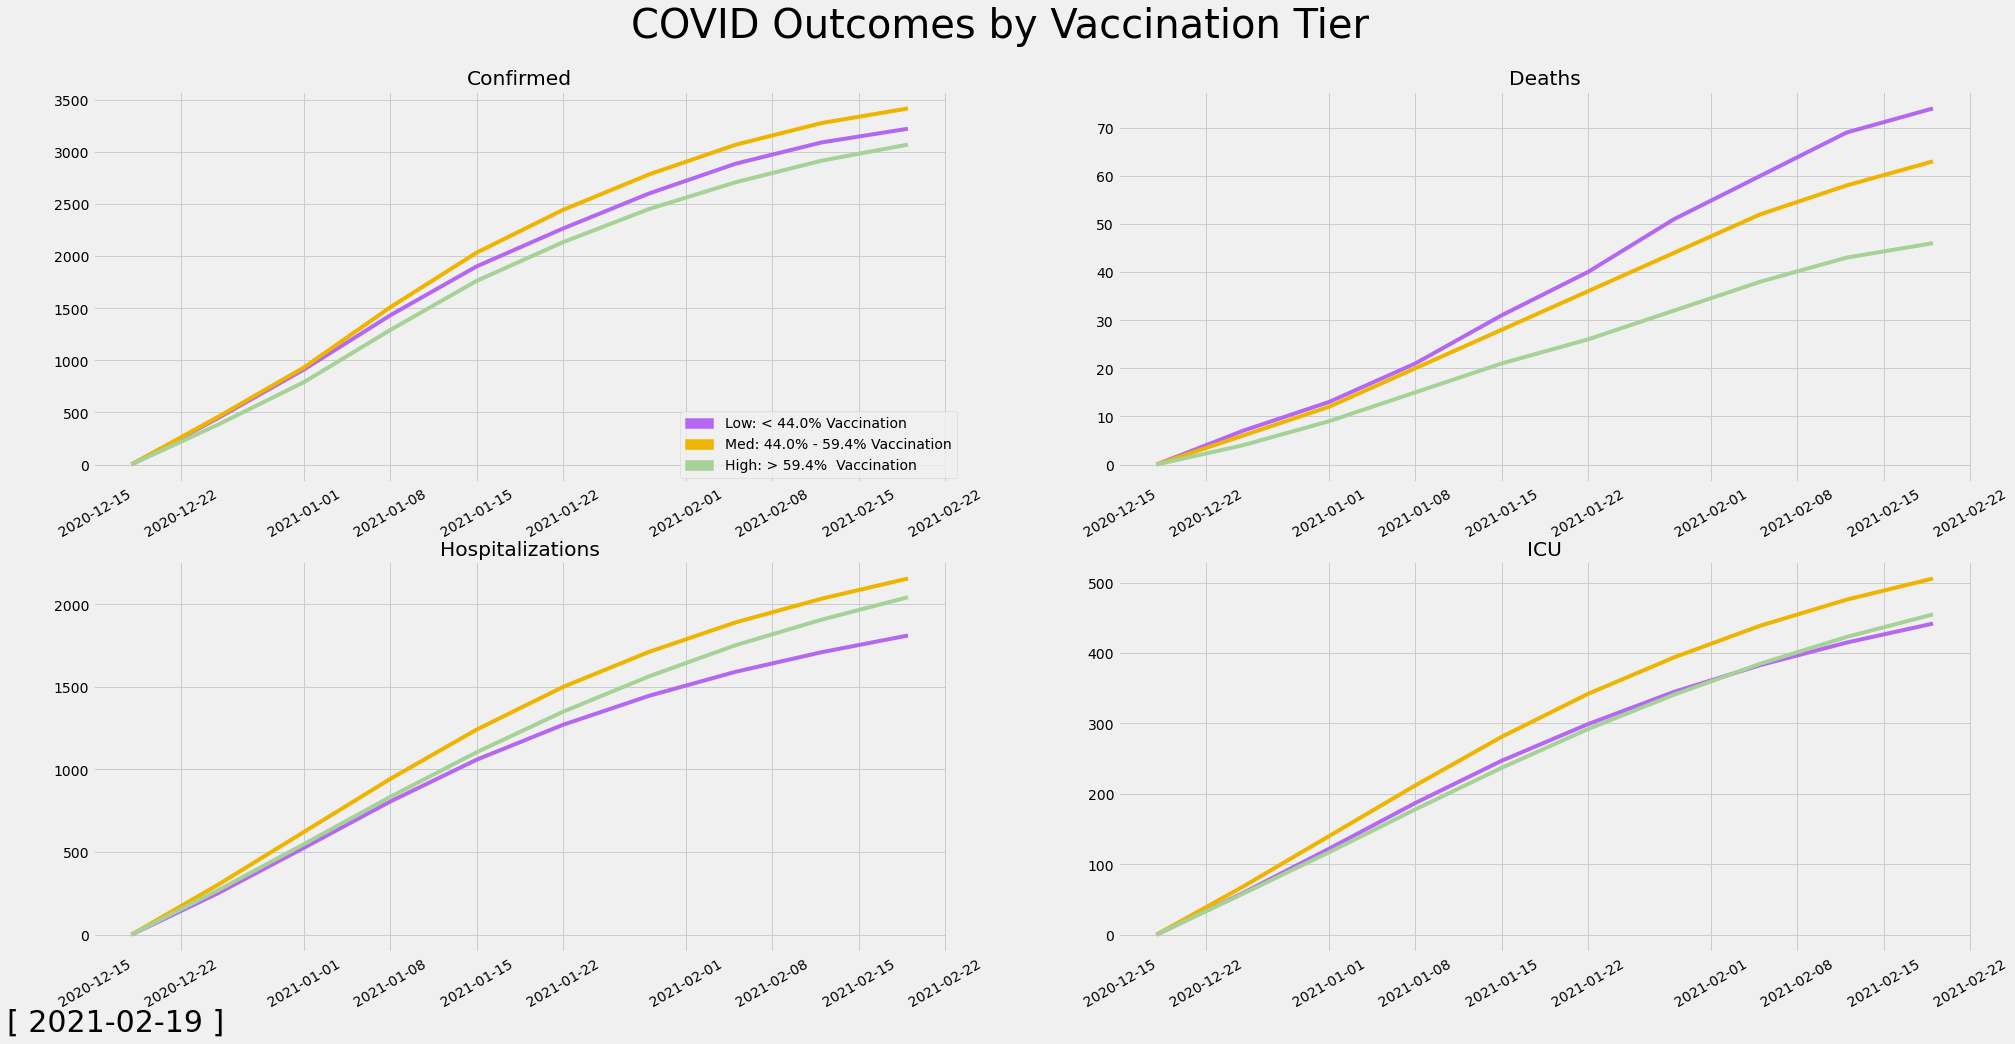 COVID Outcomes by Vaccination Tier
Confirmed
3500
3000
2500
2000
1500
1000
500
0
Low: < 44.0% Vaccination
Med: 44.0% - 59.4% Vaccination
High: > 59.4%  Vaccination
2020-12-15 2020-12-22 2021-01-01 2021-01-08 2021-01-15 2021-01-22 2021-02-01 2021-02-08 2021-02-15 2021-02-22
Deaths
70
60
50
40
30
20
10
0
2020-12-15 2020-12-22 2021-01-01 2021-01-08 2021-01-15 2021-01-22 2021-02-01 2021-02-08 2021-02-15 2021-02-22
Hospitalizations
2000
1500
1000
500
0
2020-12-15 2020-12-22 2021-01-01 2021-01-08 2021-01-15 2021-01-22 2021-02-01 2021-02-08 2021-02-15 2021-02-22
ICU
500
400
300
200
100
0
2020-12-15 2020-12-22 2021-01-01 2021-01-08 2021-01-15 2021-01-22 2021-02-01 2021-02-08 2021-02-15 2021-02-22
[ 2021-02-19 ]